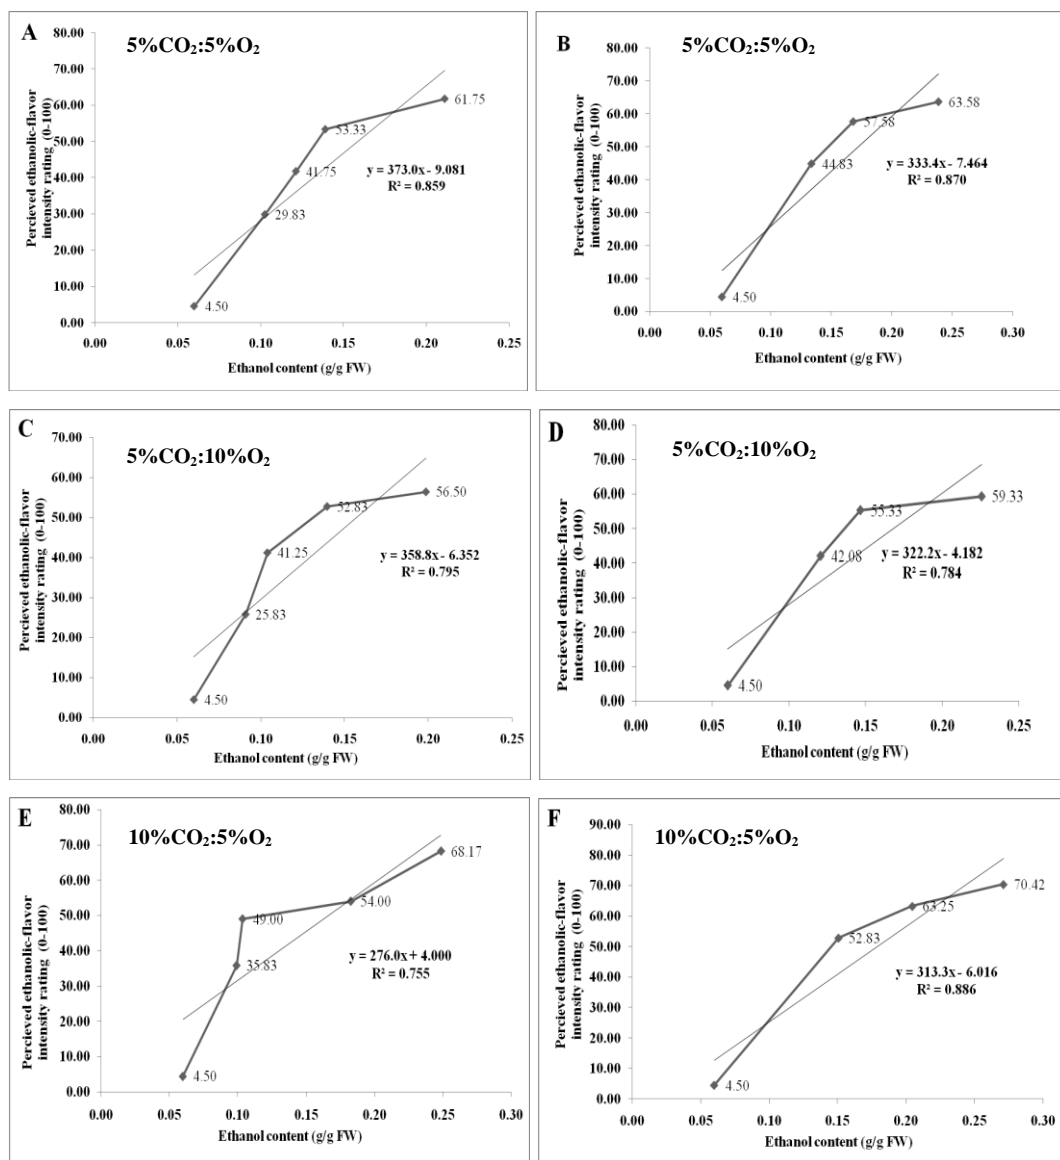 A
5%CO₂:5%O₂
Percieved ethanolic-flavor
intensity rating (0-100)
80.00
70.00
60.00
50.00
40.00
30.00
20.00
10.00
0.00
61.75
53.33
41.75
29.83
4.50
y = 373.0x - 9.081
R² = 0.859
0.00 0.05 0.10 0.15 0.20 0.25
Ethanol content (g/g FW)
B
5%CO₂:5%O₂
Percieved ethanolic-flavor
intensity rating (0-100)
80.00
70.00
60.00
50.00
40.00
30.00
20.00
10.00
0.00
63.58
57.58
44.83
4.50
y = 333.4x - 7.464
R² = 0.870
0.00 0.05 0.10 0.15 0.20 0.25 0.30
Ethanol content (g/g FW)
C
5%CO₂:10%O₂
Percieved ethanolic-flavor
intensity rating (0-100)
70.00
60.00
50.00
40.00
30.00
20.00
10.00
0.00
56.50
52.83
41.25
25.83
4.50
y = 358.8x - 6.352
R² = 0.795
0.00 0.05 0.10 0.15 0.20 0.25
Ethanol content (g/g FW)
D
5%CO₂:10%O₂
Percieved ethanolic-flavor
intensity rating (0-100)
80.00
70.00
60.00
50.00
40.00
30.00
20.00
10.00
0.00
59.33
55.33
42.08
4.50
y = 322.2x - 4.182
R² = 0.784
0.00 0.05 0.10 0.15 0.20 0.25
Ethanol content (g/g FW)
E
10%CO₂:5%O₂
Percieved ethanolic-flavor
intensity rating (0-100)
80.00
70.00
60.00
50.00
40.00
30.00
20.00
10.00
0.00
68.17
54.00
49.00
35.83
4.50
y = 276.0x + 4.000
R² = 0.755
0.00 0.05 0.10 0.15 0.20 0.25 0.30
Ethanol content (g/g FW)
F
10%CO₂:5%O₂
Percieved ethanolic-flavor
intensity rating (0-100)
90.00
80.00
70.00
60.00
50.00
40.00
30.00
20.00
10.00
0.00
70.42
63.25
52.83
4.50
y = 313.3x - 6.016
R² = 0.886
0.00 0.05 0.10 0.15 0.20 0.25 0.30
Ethanol content (g/g FW)